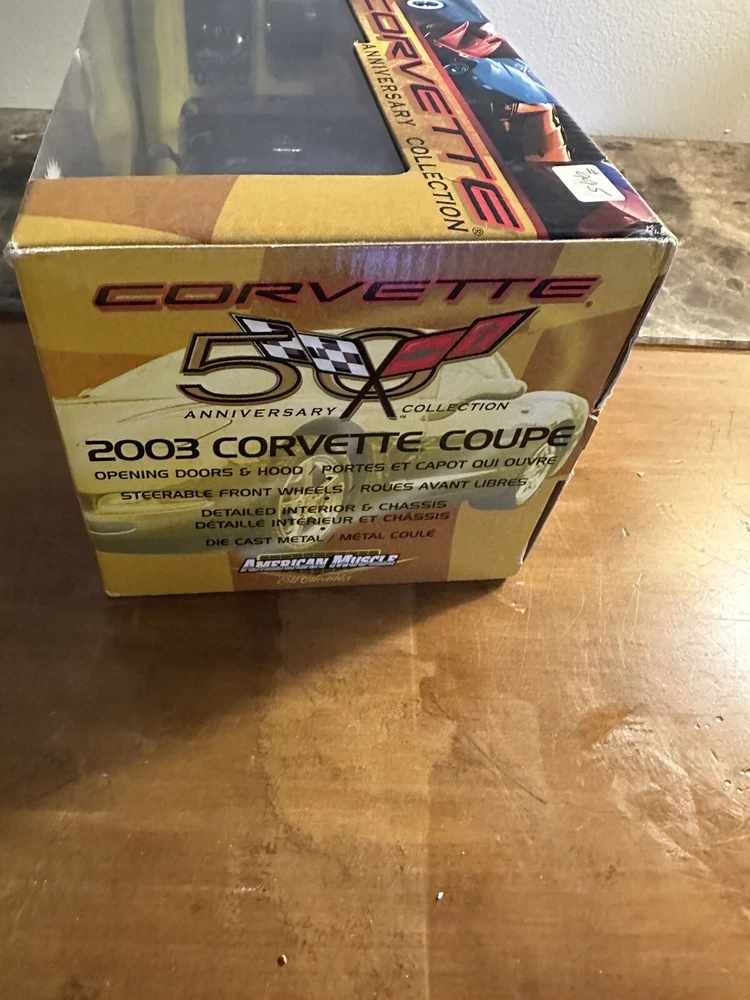 CORVETTE
ANNIVERSARY COLLECTION®
CORVETTE®
50
ANNIVERSARY COLLECTION
2003 CORVETTE COUPE
OPENING DOORS & HOOD / PORTES ET CAPOT QUI OUVRE
STEERABLE FRONT WHEELS / ROUES AVANT LIBRES
DETAILED INTERIOR & CHASSIS
DÉTAILLÉ INTÉRIEUR ET CHÂSSIS
DIE CAST METAL / MÉTAL COULÉ
AMERICAN MUSCLE